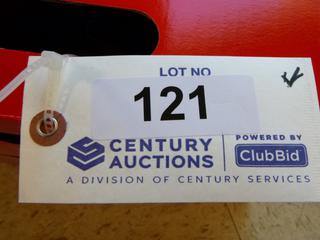 LOT NO
121
CENTURY
AUCTIONS
POWERED BY
ClubBid
A DIVISION OF CENTURY SERVICES